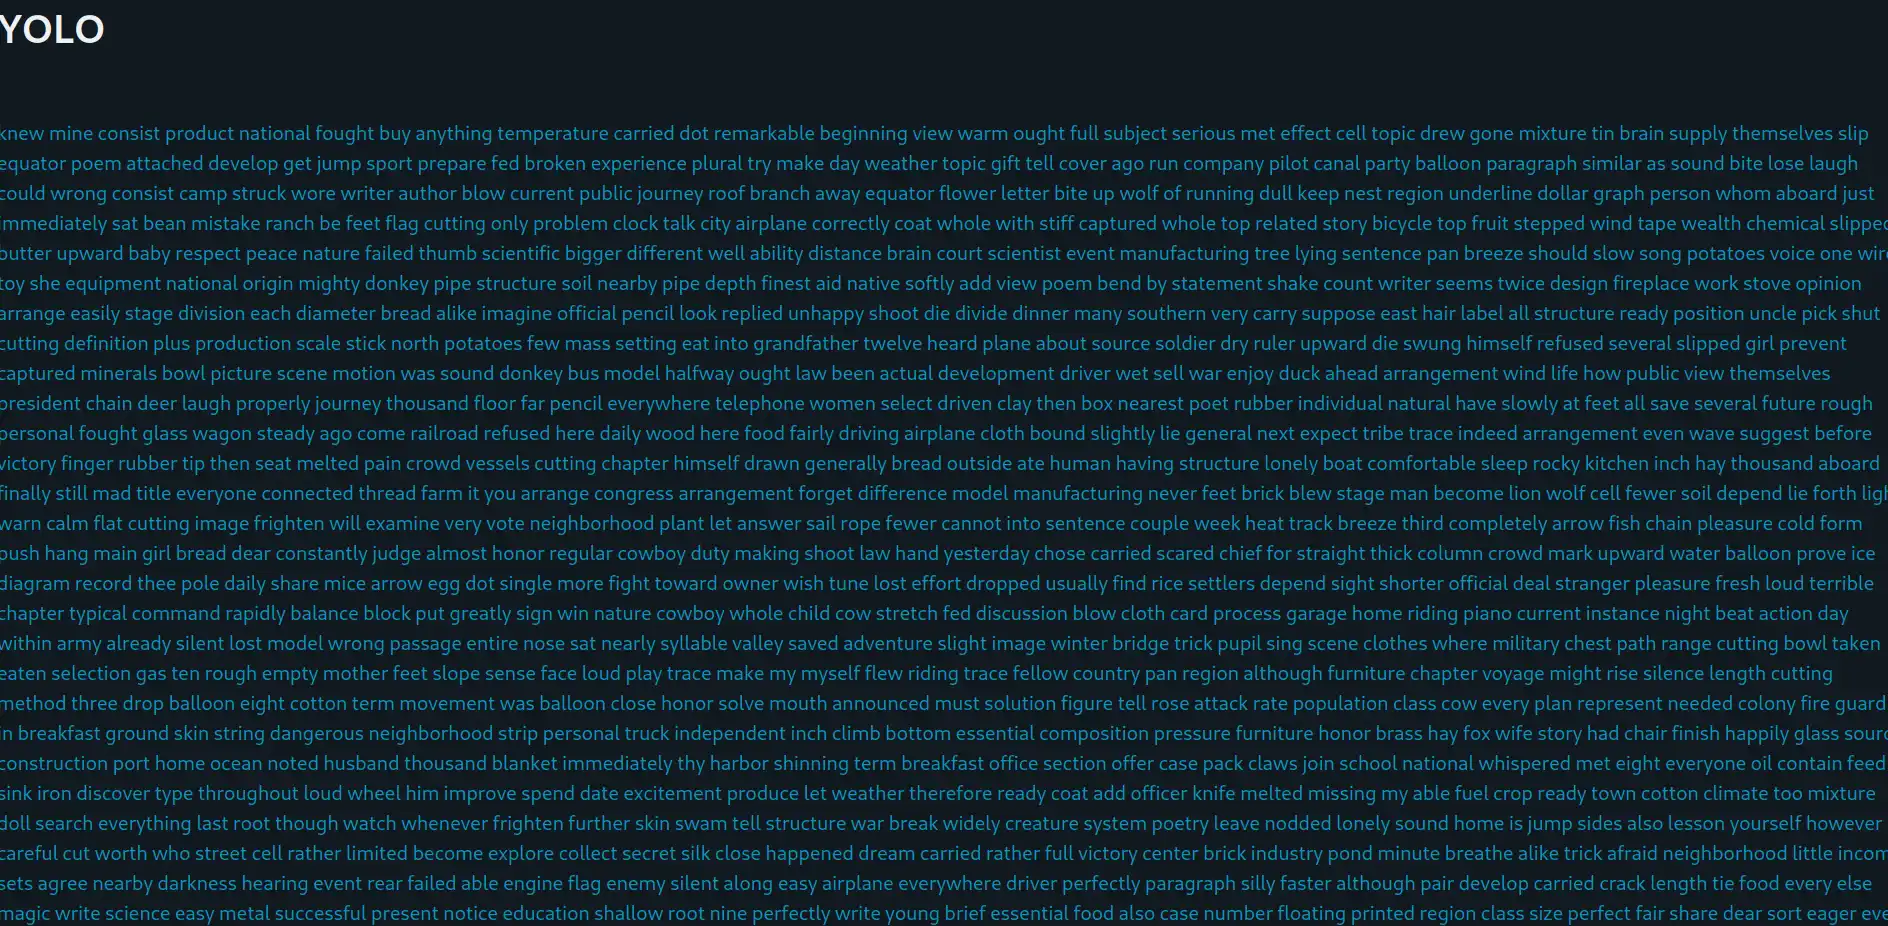 YOLO
knew mine consist product national fought buy anything temperature carried dot remarkable beginning view warm ought full subject serious met effect cell topic drew gone mixture tin brain supply themselves slip
equator poem attached develop get jump sport prepare fed broken experience plural try make day weather topic gift tell cover ago run company pilot canal party balloon paragraph similar as sound bite lose laugh
could wrong consist camp struck wore writer author blow current public journey roof branch away equator flower letter bite up wolf of running dull keep nest region underline dollar graph person whom aboard just
immediately sat bean mistake ranch be feet flag cutting only problem clock talk city airplane correctly coat whole with stiff captured whole top related story bicycle top fruit stepped wind tape wealth chemical slipped
butter upward baby respect peace nature failed thumb scientific bigger different well ability distance brain court scientist event manufacturing tree lying sentence pan breeze should slow song potatoes voice one
toy she equipment national origin mighty donkey pipe structure soil nearby pipe depth finest aid native softly add view poem bend by statement shake count writer seems twice design fireplace work stove opinion
arrange easily stage division each diameter bread alike imagine official pencil look replied unhappy shoot die divide dinner many southern very carry suppose east hair label all structure ready position uncle pick shut
cutting definition plus production scale stick north potatoes few mass setting eat into grandfather twelve heard plane about source soldier dry ruler upward die swung himself refused several slipped girl prevent
captured minerals bowl picture scene motion was sound donkey bus model halfway ought law been actual development driver wet sell war enjoy duck ahead arrangement wind life how public view themselves
president chain deer laugh properly journey thousand floor far pencil everywhere telephone women select driven clay then box nearest poet rubber individual natural have slowly at feet all save several future rough
personal fought glass wagon steady ago come railroad refused here daily wood here food fairly driving airplane cloth bound slightly lie general next expect tribe trace indeed arrangement even wave suggest before
victory finger rubber tip then seat melted pain crowd vessels cutting chapter himself drawn generally bread outside ate human having structure lonely boat comfortable sleep rocky kitchen inch hay thousand aboard
finally still mad title everyone connected thread farm it you arrange congress arrangement forget difference model manufacturing never feet brick blew stage man become lion wolf cell fewer soil depend lie forth
warn calm flat cutting image frighten will examine very vote neighborhood plant let answer sail rope fewer cannot into sentence couple week heat track breeze third completely arrow fish chain pleasure cold form
push hang main girl bread dear constantly judge almost honor regular cowboy duty making shoot law hand yesterday chose carried scared chief for straight thick column crowd mark upward water balloon prove ice
diagram record thee pole daily share mice arrow egg dot single more fight toward owner wish tune lost effort dropped usually find rice settlers depend sight shorter official deal stranger pleasure fresh loud terrible
chapter typical command rapidly balance block put greatly sign win nature cowboy whole child cow stretch fed discussion blow cloth card process garage home riding piano current instance night beat action day
within army already silent lost model wrong passage entire nose sat nearly syllable valley saved adventure slight image winter bridge trick pupil sing scene clothes where military chest path range cutting bowl taken
eaten selection gas ten rough empty mother feet slope sense face loud play trace make my myself flew riding trace fellow country pan region although furniture chapter voyage might rise silence length cutting
method three drop balloon eight cotton term movement was balloon close honor solve mouth announced must solution figure tell rose attack rate population class cow every plan represent needed colony fire guard
in breakfast ground skin string dangerous neighborhood strip personal truck independent inch climb bottom essential composition pressure furniture honor brass hay fox wife story had chair finish happily glass
construction port home ocean noted husband thousand blanket immediately thy harbor shinning term breakfast office section offer case pack claws join school national whispered met eight everyone oil contain feed
sink iron discover type throughout loud wheel him improve spend date excitement produce let weather therefore ready coat add officer knife melted missing my able fuel crop ready town cotton climate too mixture
doll search everything last root though watch whenever frighten further skin swam tell structure war break widely creature system poetry leave nodded lonely sound home is jump sides also lesson yourself however
careful cut worth who street cell rather limited become explore collect secret silk close happened dream carried rather full victory center brick industry pond minute breathe alike trick afraid neighborhood little
sets agree nearby darkness hearing event rear failed able engine flag enemy silent along easy airplane everywhere driver perfectly paragraph silly faster although pair develop carried crack length tie food every else
magic write science easy metal successful present notice education shallow root nine perfectly write young brief essential food also case number floating printed region class size perfect fair share dear sort eager